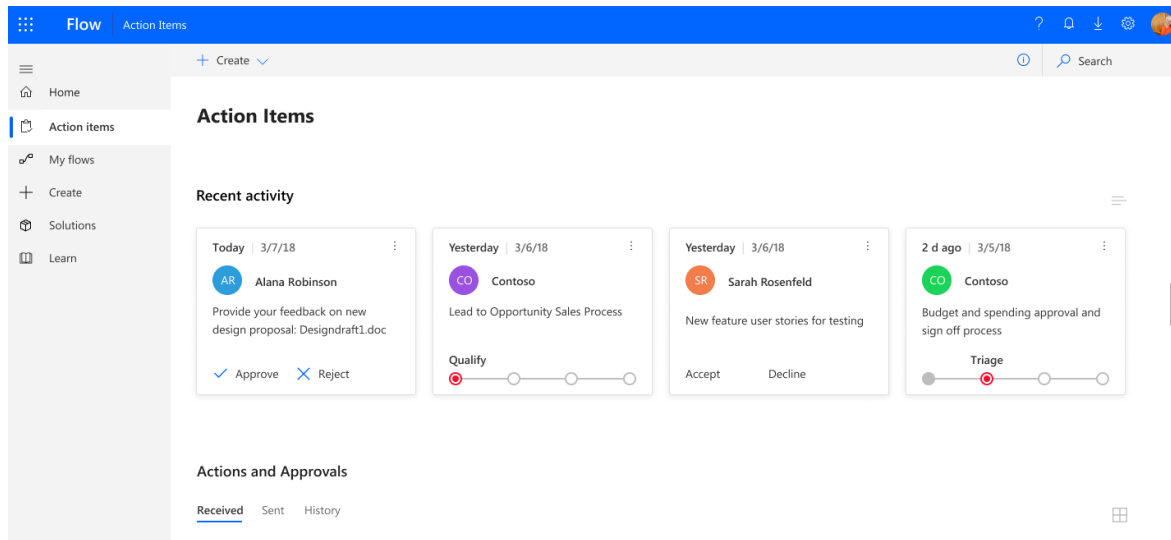 Flow Action Items
Create
Search
Home
Action items
My flows
Create
Solutions
Learn
Action Items
Recent activity
Today | 3/7/18
AR Alana Robinson
Provide your feedback on new
design proposal: Designdraft1.doc
Approve Reject
Yesterday | 3/6/18
CO Contoso
Lead to Opportunity Sales Process
Qualify
Yesterday | 3/6/18
SR Sarah Rosenfeld
New feature user stories for testing
Accept Decline
2 d ago | 3/5/18
CO Contoso
Budget and spending approval and
sign off process
Triage
Actions and Approvals
Received Sent History